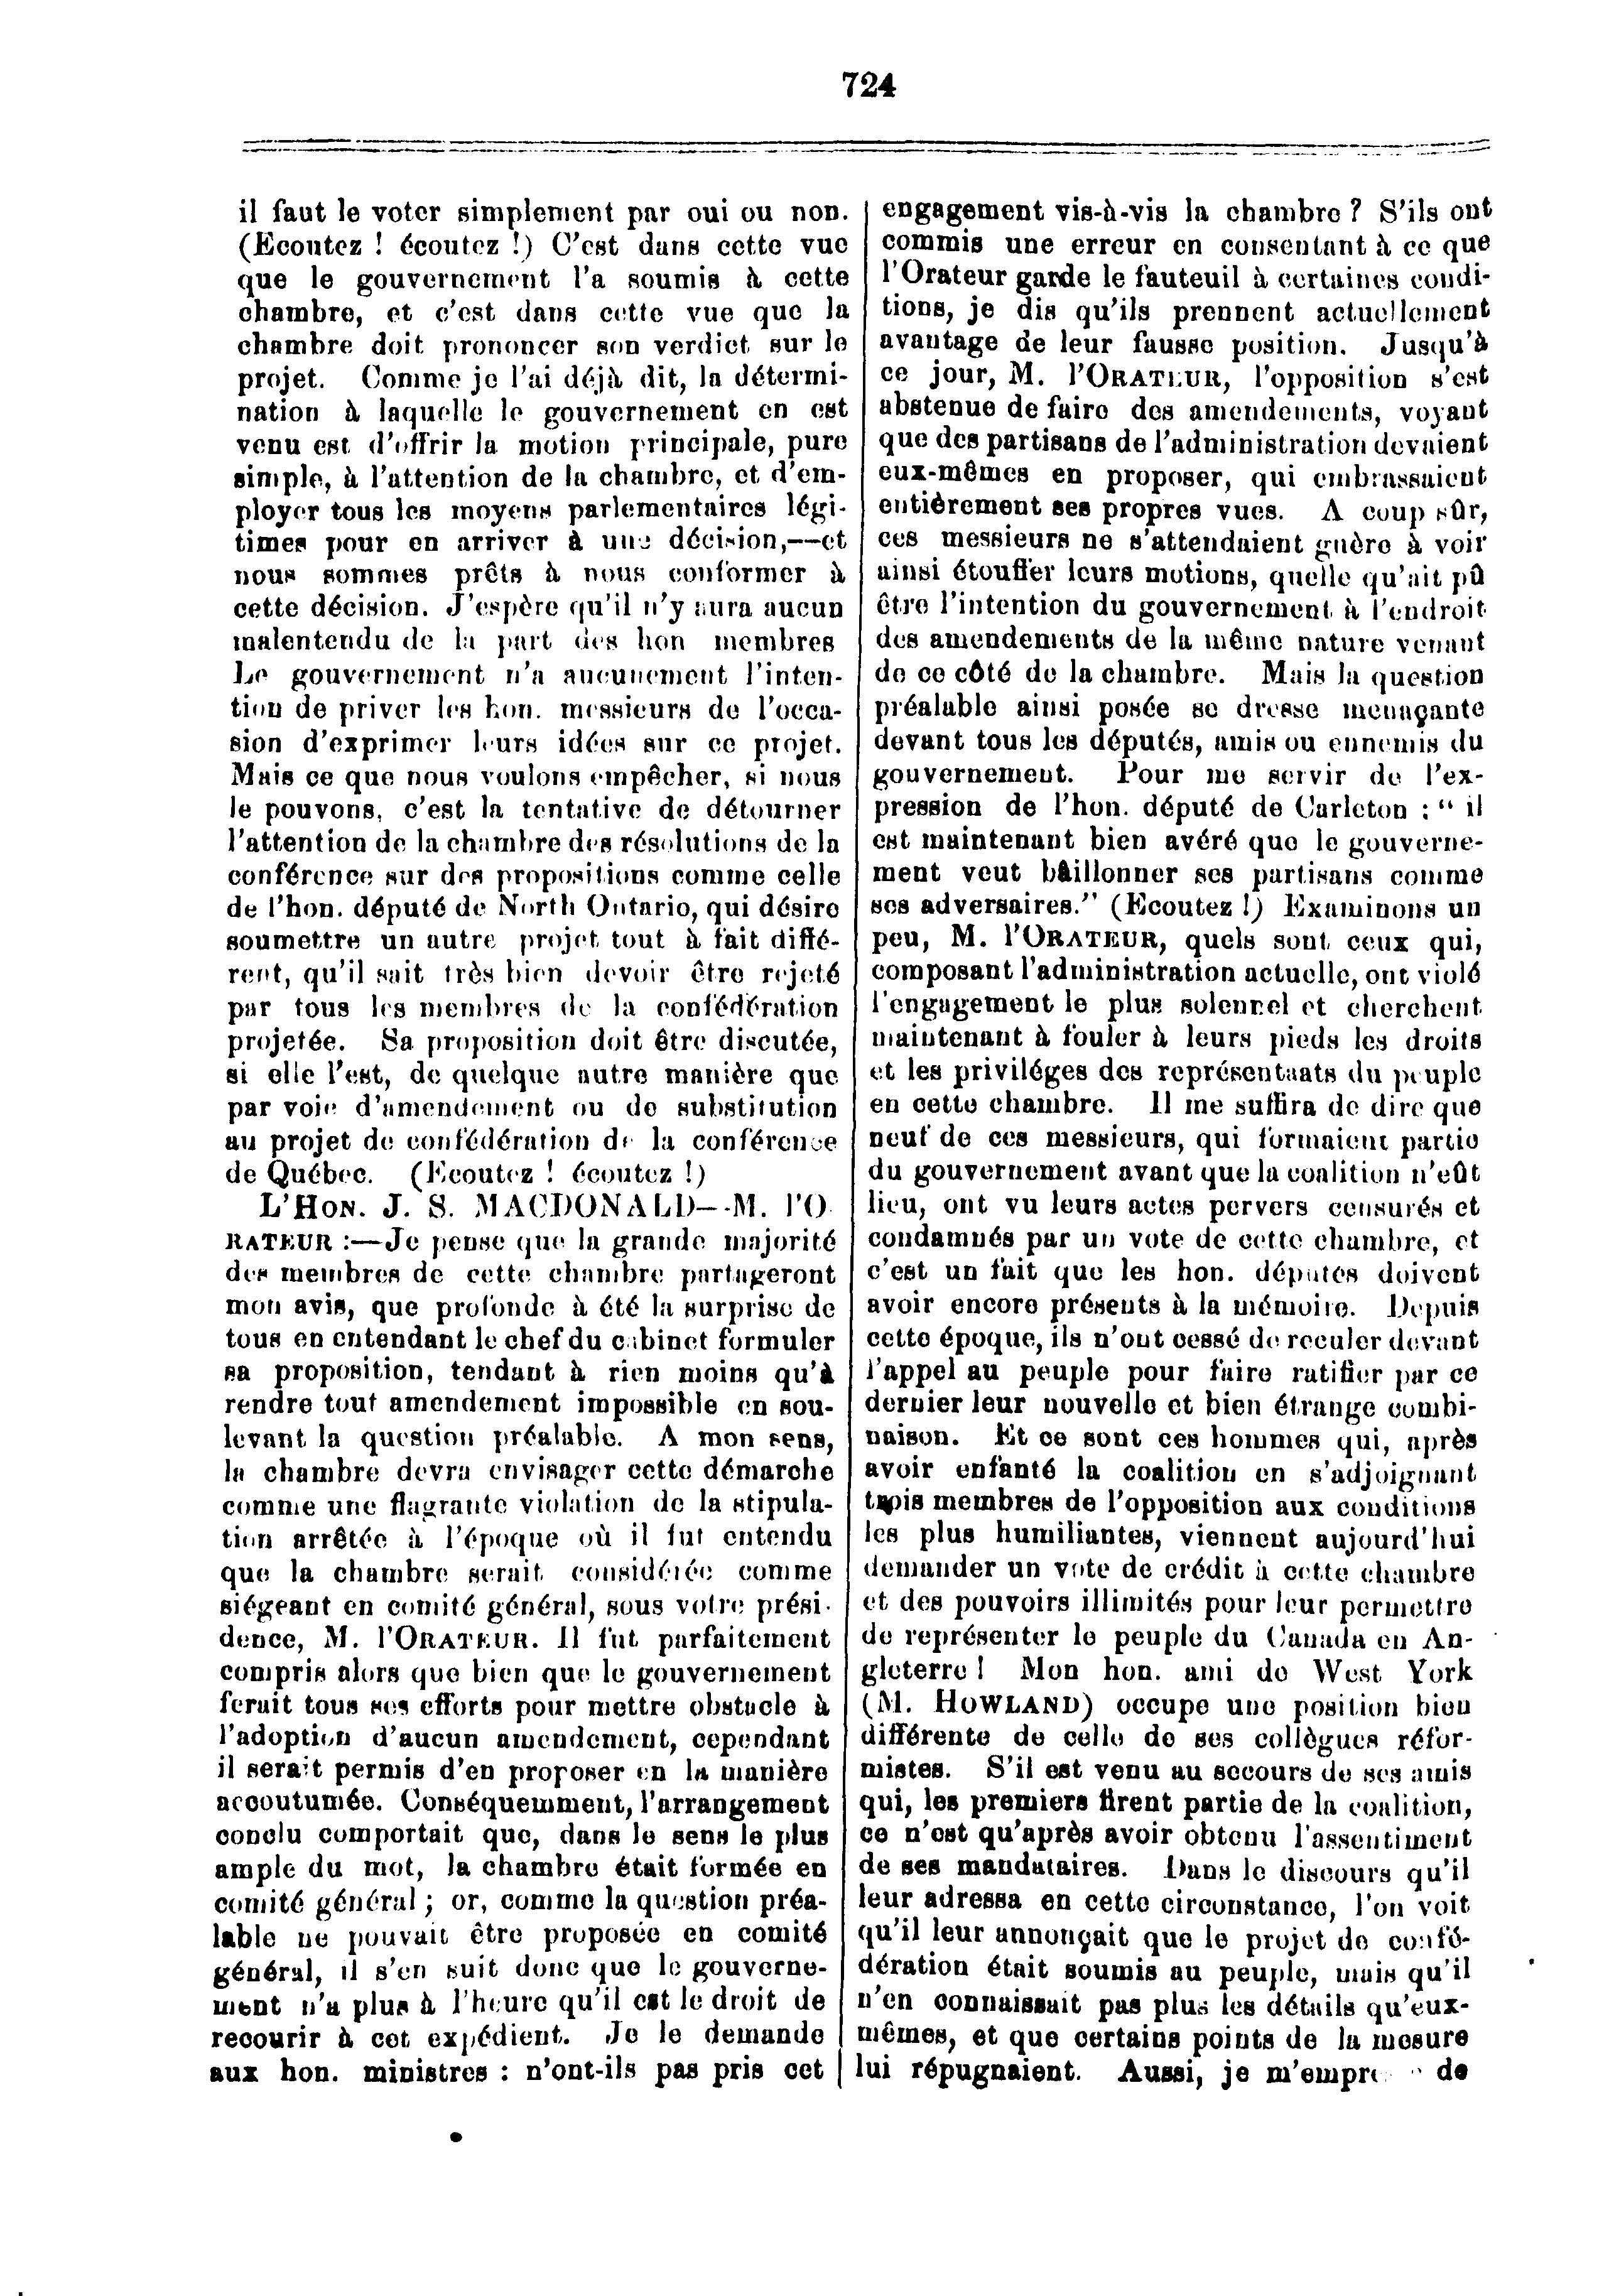 724
il faut le voter simplement par oui ou non.
(Ecoutez ! écoutez !) C'est dans cette vue
que le gouvernement l'a soumis à cette
chambre, et c'est dans cette vue que la
chambre doit prononcer son verdict sur le
projet. Comme je l'ai déjà dit, la détermi-
nation à laquelle le gouvernement en est
venu est d'offrir la motion principale, pure
simple, à l'attention de la chambre, et d'em-
ployer tous les moyens parlementaires légi-
times pour en arriver à une décision,—et
nous sommes prêts à nous conformer à
cette décision. J'espère qu'il n'y aura aucun
malentendu de la part des hon membres
Le gouvernement n'a aucunement l'inten-
tion de priver les hon. messieurs de l'occa-
sion d'exprimer leurs idées sur ce projet.
Mais ce que nous voulons empêcher, si nous
le pouvons, c'est la tentative de détourner
l'attention de la chambre des résolutions de la
conférence sur des propositions comme celle
de l'hon. député de North Ontario, qui désire
soumettre un autre projet tout à fait diffé-
rent, qu'il sait très bien devoir être rejeté
par tous les membres de la confédération
projetée. Sa proposition doit être discutée,
si elle l'est, de quelque autre manière que
par voie d'amendement ou de substitution
au projet de confédération de la conférence
de Québec. (Ecoutez ! écoutez !)
L'HON. J. S. MACDONALD—M. l'O
RATEUR :—Je pense que la grande majorité
des membres de cette chambre partageront
mon avis, que profonde à été la surprise de
tous en entendant le chef du cabinet formuler
sa proposition, tendant à rien moins qu'à
rendre tout amendement impossible en sou-
levant la question préalable. A mon sens,
la chambre devra envisager cette démarche
comme une flagrante violation de la stipula-
tion arrêtée à l'époque où il fut entendu
que la chambre serait considérée comme
siégeant en comité général, sous votre prési-
dence, M. l'ORATEUR. Il fut parfaitement
compris alors que bien que le gouvernement
ferait tous ses efforts pour mettre obstacle à
l'adoption d'aucun amendement, cependant
il serait permis d'en proposer en la manière
accoutumée. Conséquemment, l'arrangement
conclu comportait que, dans le sens le plus
ample du mot, la chambre était formée en
comité général ; or, comme la question préa-
lable ne pouvait être proposée en comité
général, il s'en suit donc que le gouverne-
ment n'a plus à l'heure qu'il est le droit de
recourir à cet expédient. Je le demande
aux hon. ministres : n'ont-ils pas pris cet
engagement vis-à-vis la chambre ? S'ils ont
commis une erreur en consentant à ce que
l'Orateur garde le fauteuil à certaines condi-
tions, je dis qu'ils prennent actuellement
avantage de leur fausse position. Jusqu'à
ce jour, M. l'ORATEUR, l'opposition s'est
abstenue de faire des amendements, voyant
que des partisans de l'administration devaient
eux-mêmes en proposer, qui embrassaient
entièrement ses propres vues. A coup sûr,
ces messieurs ne s'attendaient guère à voir
ainsi étouffer leurs motions, quelle qu'ait pû
être l'intention du gouvernement à l'endroit
des amendements de la même nature venant
de ce côté de la chambre. Mais la question
préalable ainsi posée se dresse menaçante
devant tous les députés, amis ou ennemis du
gouvernement. Pour me servir de l'ex-
pression de l'hon. député de Carleton : " il
est maintenant bien avéré que le gouverne-
ment veut bâillonner ses partisans comme
ses adversaires." (Ecoutez !) Examinons un
peu, M. l'ORATEUR, quels sont ceux qui,
composant l'administration actuelle, ont violé
l'engagement le plus solennel et cherchent
maintenant à fouler à leurs pieds les droits
et les priviléges des représentants du peuple
en cette chambre. Il me suffira de dire que
neuf de ces messieurs, qui formaient partie
du gouvernement avant que la coalition n'eût
lieu, ont vu leurs actes pervers censurés et
condamnés par un vote de cette chambre, et
c'est un fait que les hon. députés doivent
avoir encore présents à la mémoire. Depuis
cette époque, ils n'ont cessé de reculer devant
l'appel au peuple pour faire ratifier par ce
dernier leur nouvelle et bien étrange combi-
naison. Et ce sont ces hommes qui, après
avoir enfanté la coalition en s'adjoignant
trois membres de l'opposition aux conditions
les plus humiliantes, viennent aujourd'hui
demander un vote de crédit à cette chambre
et des pouvoirs illimités pour leur permettre
de représenter le peuple du Canada en An-
gleterre ! Mon hon. ami de West York
(M. HOWLAND) occupe une position bien
différente de celle de ses collègues réfor-
mistes. S'il est venu au secours de ses amis
qui, les premiers firent partie de la coalition,
ce n'est qu'après avoir obtenu l'assentiment
de ses mandataires. Dans le discours qu'il
leur adressa en cette circonstance, l'on voit
qu'il leur annonçait que le projet de confé-
dération était soumis au peuple, mais qu'il
n'en connaissait pas plus les détails qu'eux-
mêmes, et que certains points de la mesure
lui répugnaient. Aussi, je de